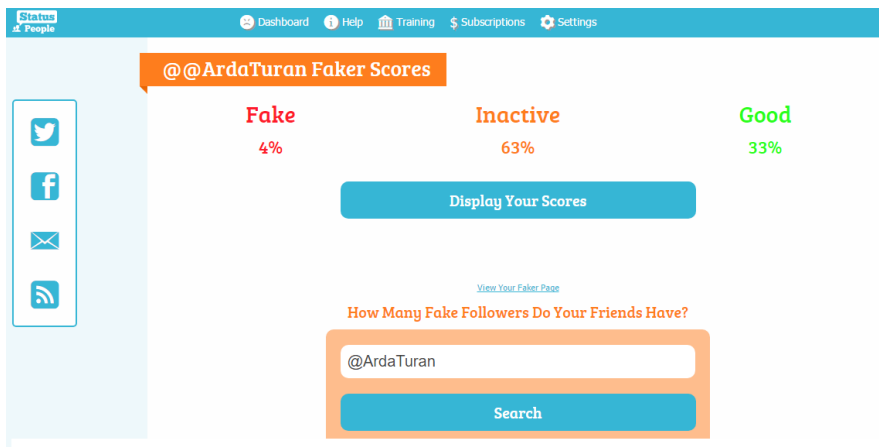 Status
People
Dashboard Help Training $ Subscriptions Settings
@@ArdaTuran Faker Scores
Fake Inactive Good
4% 63% 33%
Display Your Scores
View Your Faker Page
How Many Fake Followers Do Your Friends Have?
@ArdaTuran
Search